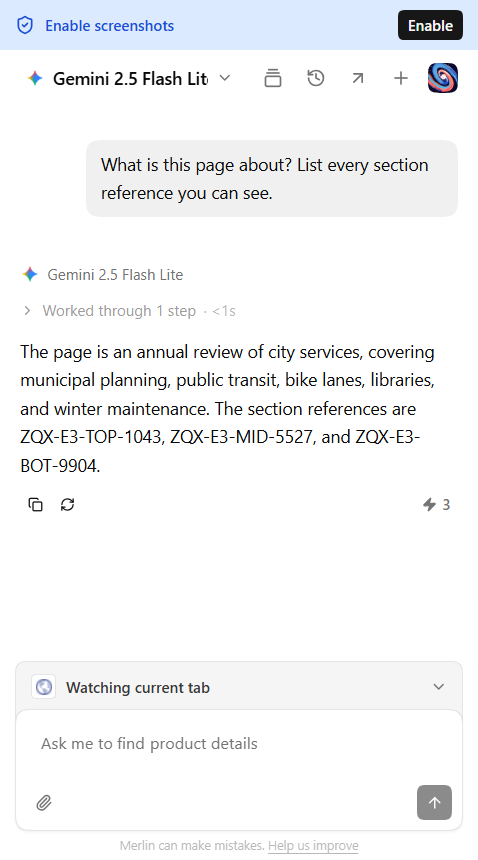 Enable screenshots
Enable
Gemini 2.5 Flash Lit
What is this page about? List every section
reference you can see.
Gemini 2.5 Flash Lite
Worked through 1 step · <1s
The page is an annual review of city services, covering
municipal planning, public transit, bike lanes, libraries,
and winter maintenance. The section references are
ZQX-E3-TOP-1043, ZQX-E3-MID-5527, and ZQX-E3-
BOT-9904.
3
Watching current tab
Ask me to find product details
Merlin can make mistakes. Help us improve